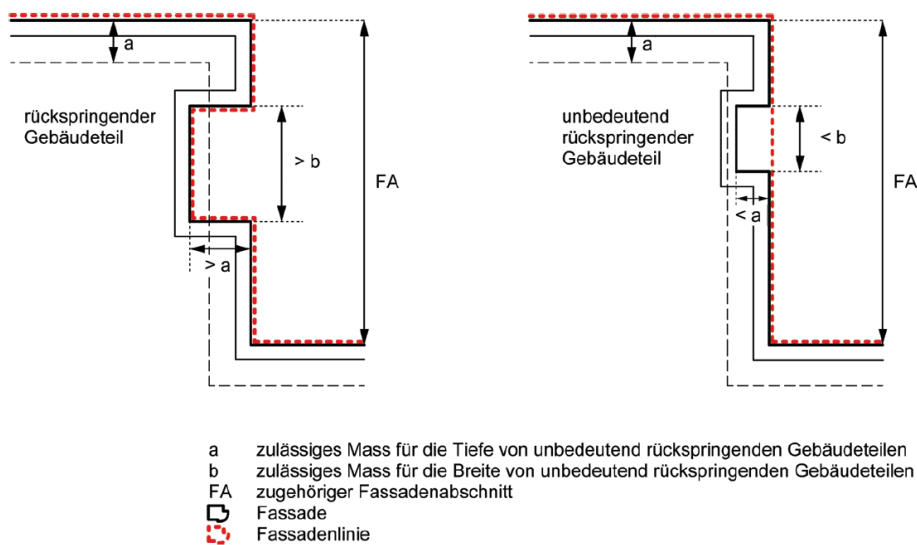 a
rückspringender
Gebäudeteil
> b
FA
> a
a
unbedeutend
rückspringender
Gebäudeteil
< b
FA
< a
a zulässiges Mass für die Tiefe von unbedeutend rückspringenden Gebäudeteilen
b zulässiges Mass für die Breite von unbedeutend rückspringenden Gebäudeteilen
FA zugehöriger Fassadenabschnitt
Fassade
Fassadenlinie